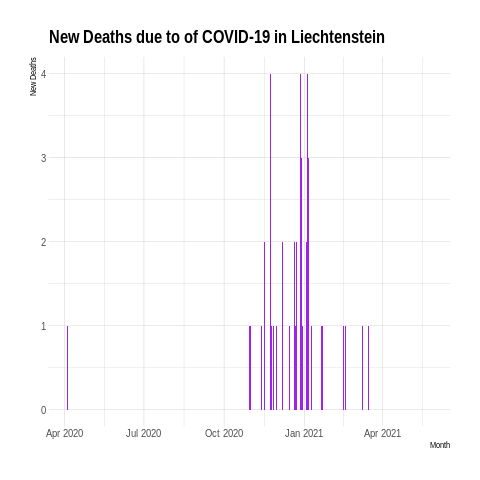 New Deaths due to of COVID-19 in Liechtenstein
New Deaths
4
3
2
1
0
Apr 2020 Jul 2020 Oct 2020 Jan 2021 Apr 2021
Month